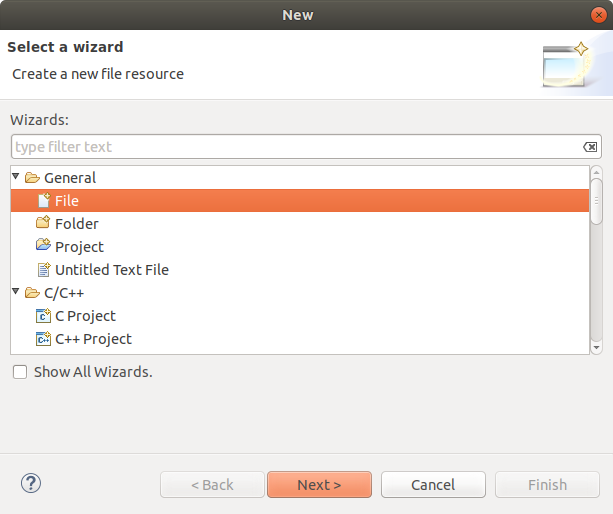 New
Select a wizard
Create a new file resource
Wizards:
type filter text
General
File
Folder
Project
Untitled Text File
C/C++
C Project
C++ Project
Show All Wizards.
? < Back Next > Cancel Finish